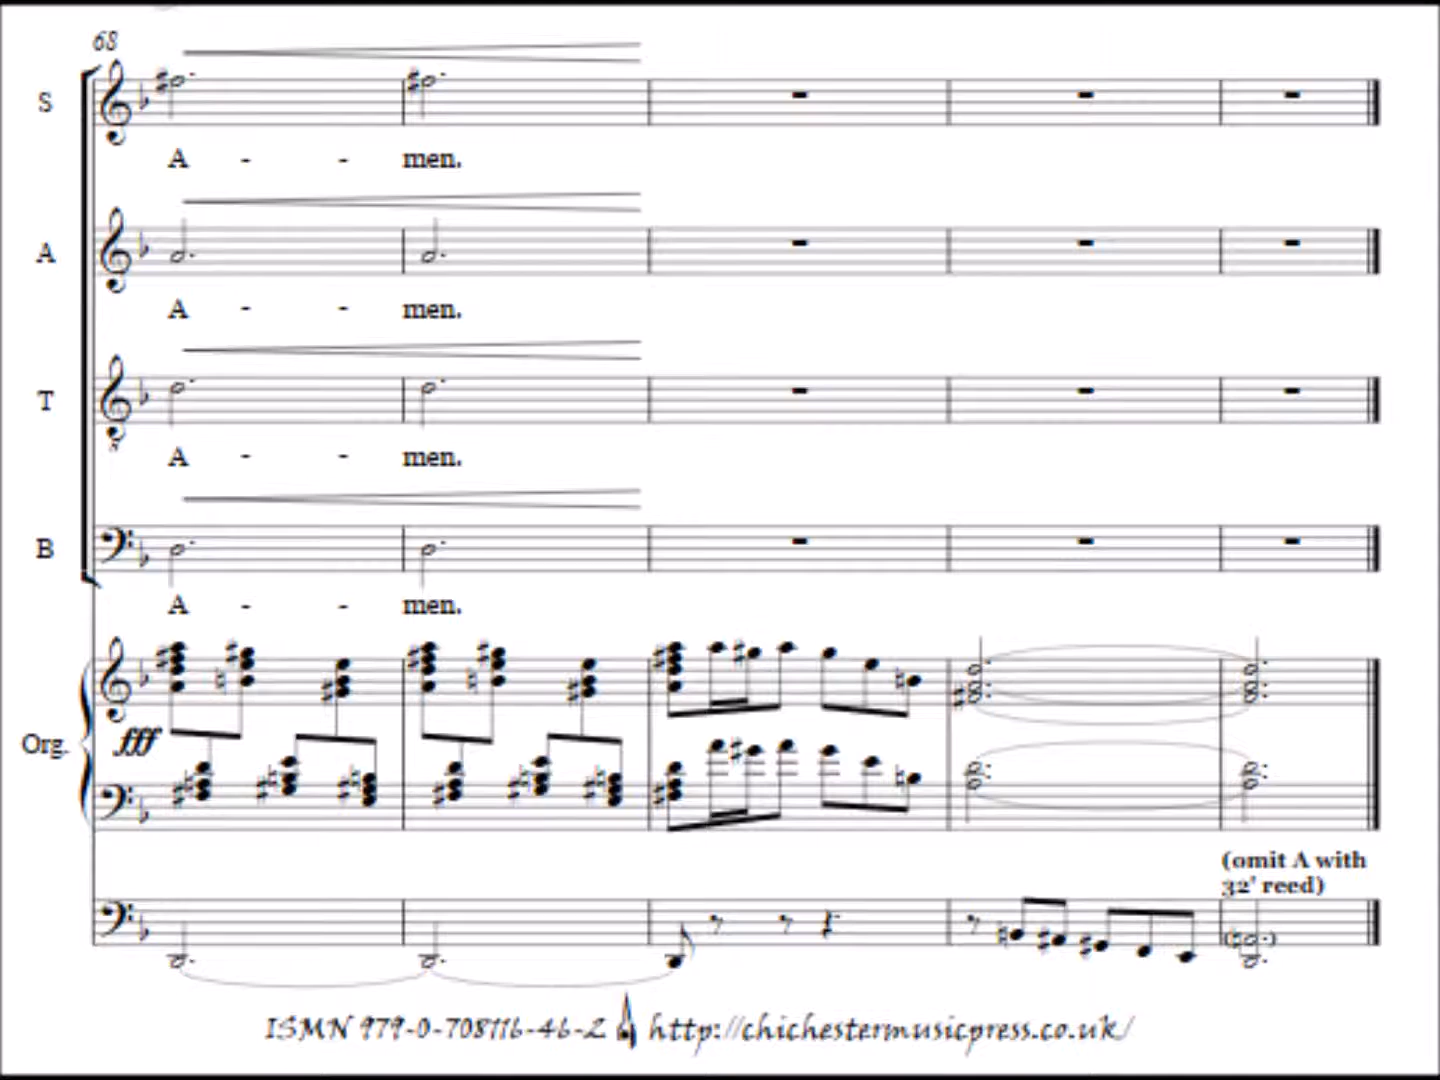 68
S
A - - men.
A
A - - men.
T
8
A - - men.
B
A - - men.
Org.
fff
(omit A with
32' reed)
ISMN 979-0-708116-46-2 http://chichestermusicpress.co.uk/